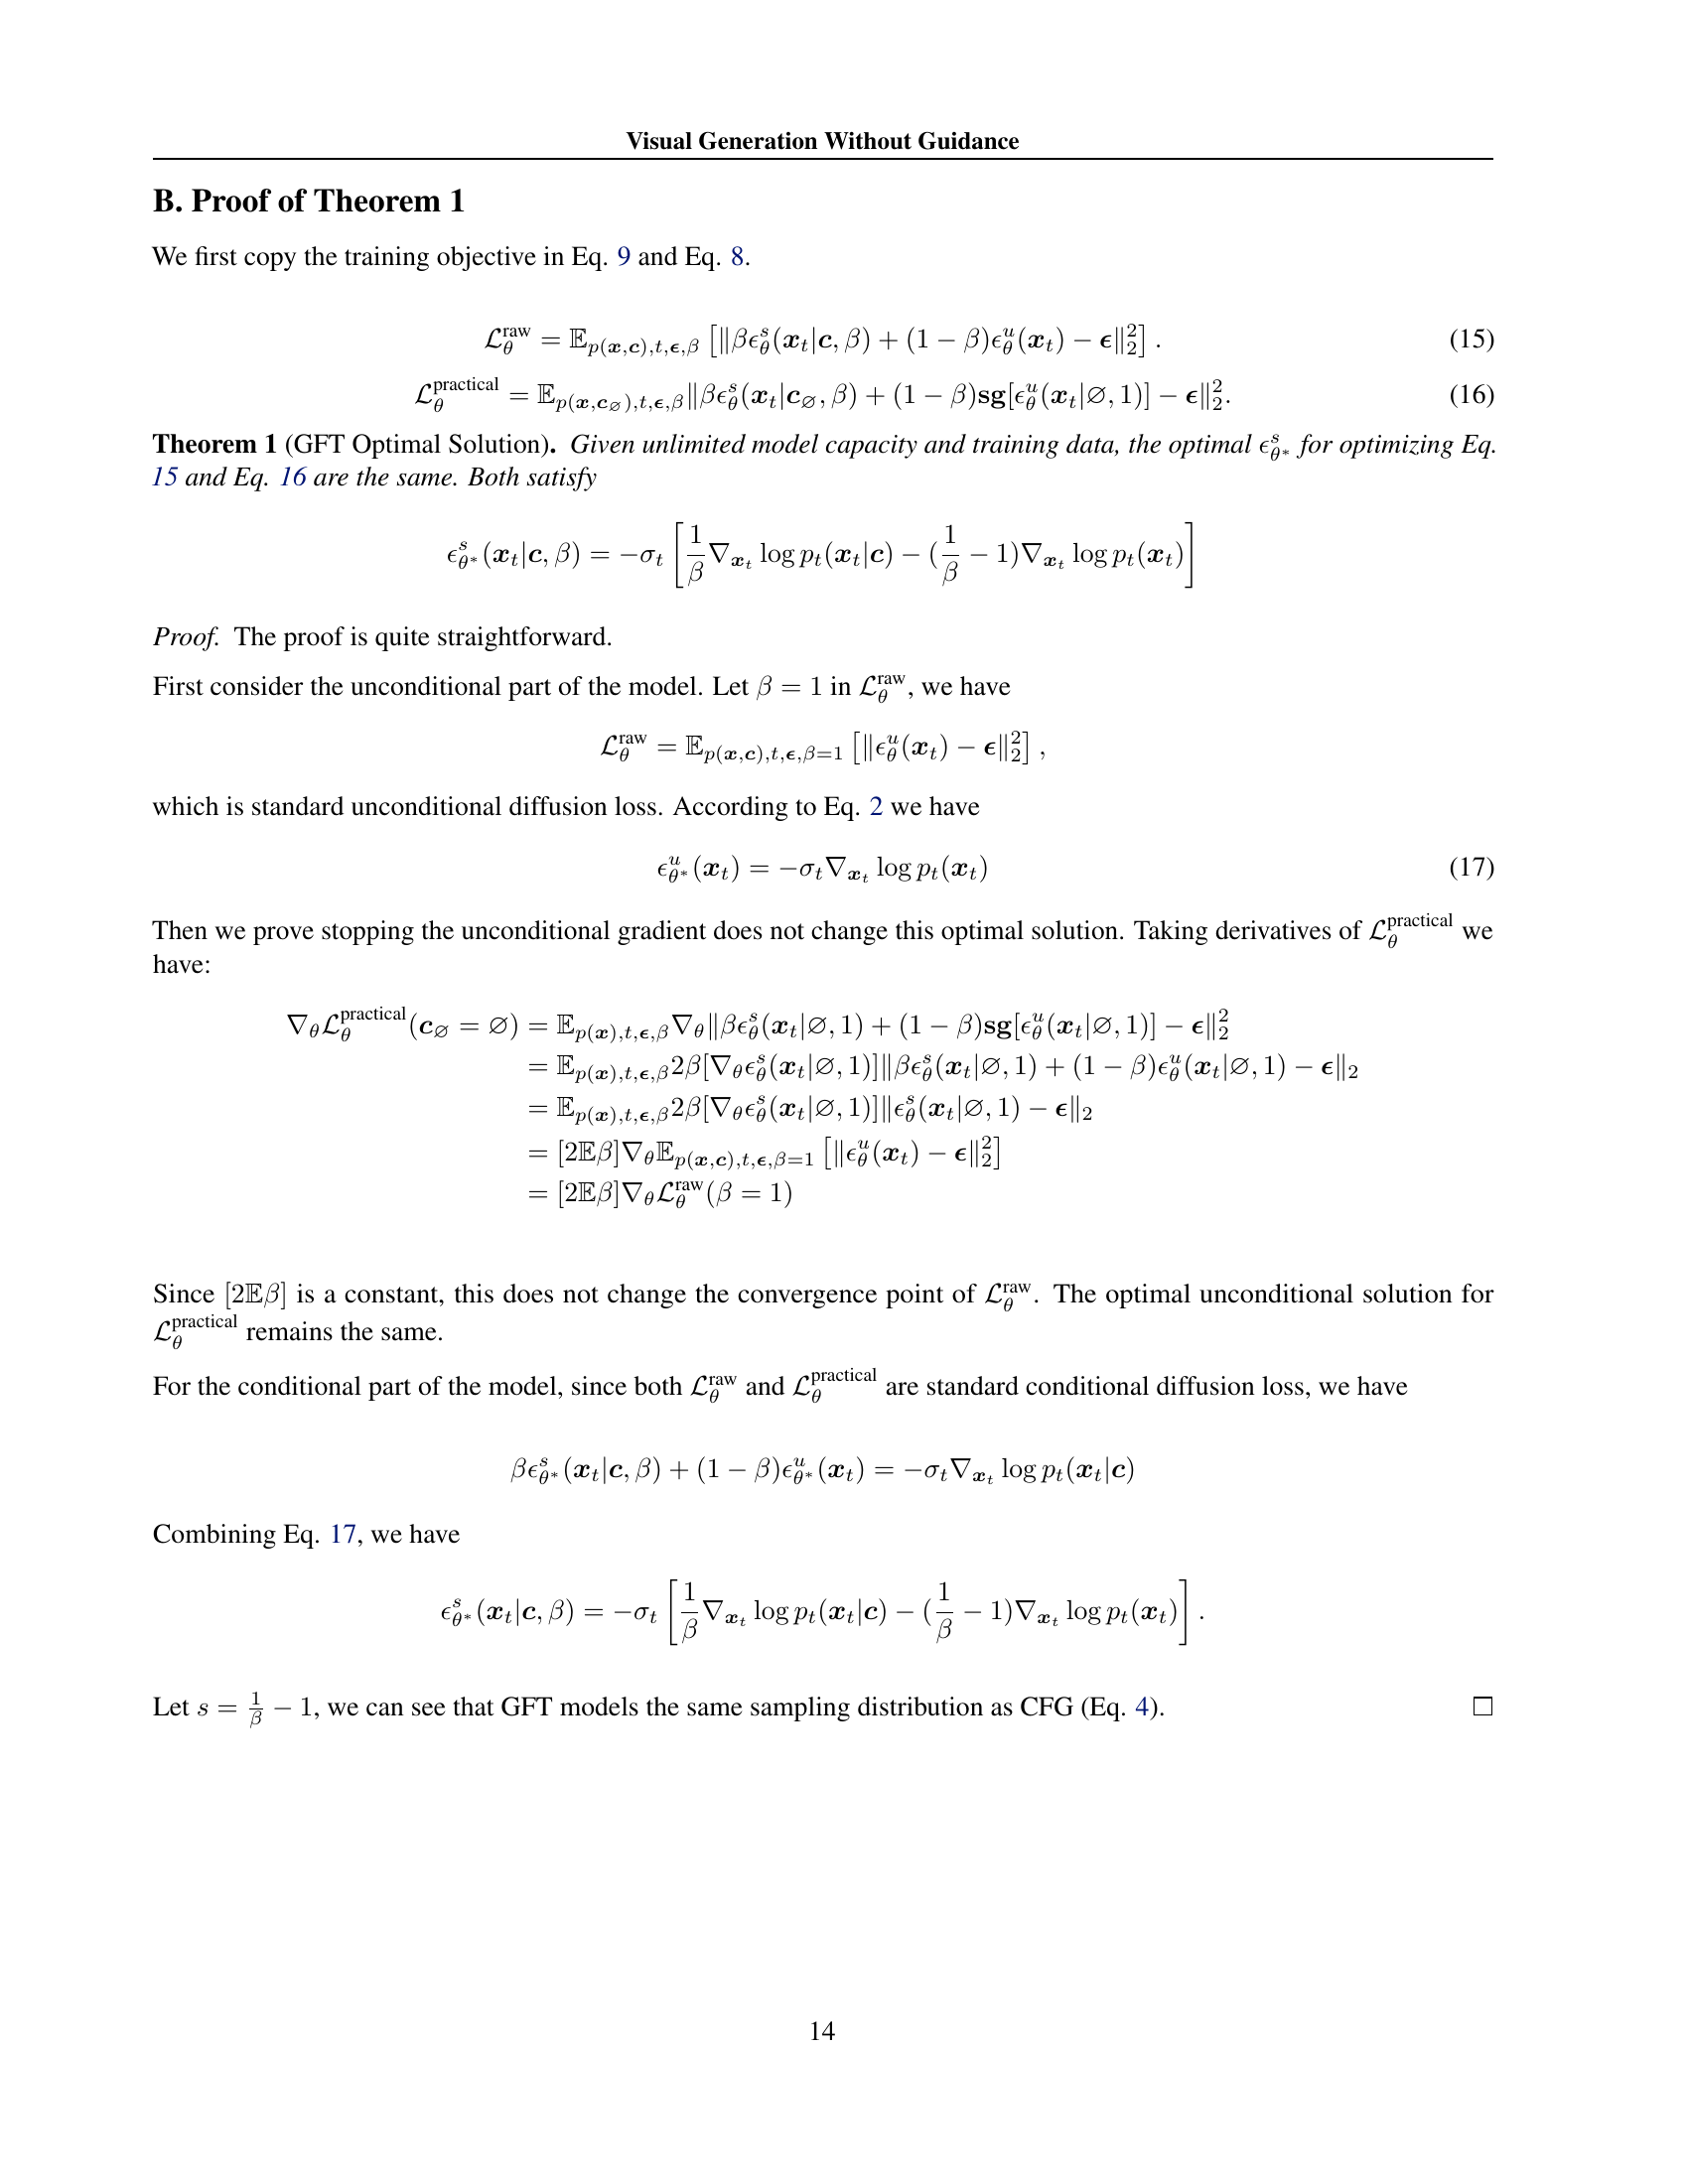 Visual Generation Without Guidance
B. Proof of Theorem 1
We first copy the training objective in Eq. 9 and Eq. 8.
$\mathcal{L}_\theta^{\text{raw}} = \mathbb{E}_{p(\boldsymbol{x},\boldsymbol{c}),t,\boldsymbol{\epsilon},\beta}\left[\|\beta\epsilon_\theta^s(\boldsymbol{x}_t|\boldsymbol{c},\beta) + (1-\beta)\epsilon_\theta^u(\boldsymbol{x}_t) - \boldsymbol{\epsilon}\|_2^2\right].$ (15)
$\mathcal{L}_\theta^{\text{practical}} = \mathbb{E}_{p(\boldsymbol{x},\boldsymbol{c}_\varnothing),t,\boldsymbol{\epsilon},\beta}\|\beta\epsilon_\theta^s(\boldsymbol{x}_t|\boldsymbol{c}_\varnothing,\beta) + (1-\beta)\mathbf{sg}[\epsilon_\theta^u(\boldsymbol{x}_t|\varnothing,1)] - \boldsymbol{\epsilon}\|_2^2.$ (16)
Theorem 1 (GFT Optimal Solution). Given unlimited model capacity and training data, the optimal $\epsilon_{\theta^*}^s$ for optimizing Eq.
15 and Eq. 16 are the same. Both satisfy
$\epsilon_{\theta^*}^s(\boldsymbol{x}_t|\boldsymbol{c},\beta) = -\sigma_t\left[\frac{1}{\beta}\nabla_{\boldsymbol{x}_t}\log p_t(\boldsymbol{x}_t|\boldsymbol{c}) - (\frac{1}{\beta}-1)\nabla_{\boldsymbol{x}_t}\log p_t(\boldsymbol{x}_t)\right]$
Proof. The proof is quite straightforward.
First consider the unconditional part of the model. Let $\beta = 1$ in $\mathcal{L}_\theta^{\text{raw}}$, we have
$\mathcal{L}_\theta^{\text{raw}} = \mathbb{E}_{p(\boldsymbol{x},\boldsymbol{c}),t,\boldsymbol{\epsilon},\beta=1}\left[\|\epsilon_\theta^u(\boldsymbol{x}_t) - \boldsymbol{\epsilon}\|_2^2\right],$
which is standard unconditional diffusion loss. According to Eq. 2 we have
$\epsilon_{\theta^*}^u(\boldsymbol{x}_t) = -\sigma_t\nabla_{\boldsymbol{x}_t}\log p_t(\boldsymbol{x}_t)$ (17)
Then we prove stopping the unconditional gradient does not change this optimal solution. Taking derivatives of $\mathcal{L}_\theta^{\text{practical}}$ we
have:
$\nabla_\theta\mathcal{L}_\theta^{\text{practical}}(\boldsymbol{c}_\varnothing = \varnothing) = \mathbb{E}_{p(\boldsymbol{x}),t,\boldsymbol{\epsilon},\beta}\nabla_\theta\|\beta\epsilon_\theta^s(\boldsymbol{x}_t|\varnothing,1) + (1-\beta)\mathbf{sg}[\epsilon_\theta^u(\boldsymbol{x}_t|\varnothing,1)] - \boldsymbol{\epsilon}\|_2^2$
$= \mathbb{E}_{p(\boldsymbol{x}),t,\boldsymbol{\epsilon},\beta}2\beta[\nabla_\theta\epsilon_\theta^s(\boldsymbol{x}_t|\varnothing,1)]\|\beta\epsilon_\theta^s(\boldsymbol{x}_t|\varnothing,1) + (1-\beta)\epsilon_\theta^u(\boldsymbol{x}_t|\varnothing,1) - \boldsymbol{\epsilon}\|_2$
$= \mathbb{E}_{p(\boldsymbol{x}),t,\boldsymbol{\epsilon},\beta}2\beta[\nabla_\theta\epsilon_\theta^s(\boldsymbol{x}_t|\varnothing,1)]\|\epsilon_\theta^s(\boldsymbol{x}_t|\varnothing,1) - \boldsymbol{\epsilon}\|_2$
$= [2\mathbb{E}\beta]\nabla_\theta\mathbb{E}_{p(\boldsymbol{x},\boldsymbol{c}),t,\boldsymbol{\epsilon},\beta=1}\left[\|\epsilon_\theta^u(\boldsymbol{x}_t) - \boldsymbol{\epsilon}\|_2^2\right]$
$= [2\mathbb{E}\beta]\nabla_\theta\mathcal{L}_\theta^{\text{raw}}(\beta = 1)$
Since $[2\mathbb{E}\beta]$ is a constant, this does not change the convergence point of $\mathcal{L}_\theta^{\text{raw}}$. The optimal unconditional solution for
$\mathcal{L}_\theta^{\text{practical}}$ remains the same.
For the conditional part of the model, since both $\mathcal{L}_\theta^{\text{raw}}$ and $\mathcal{L}_\theta^{\text{practical}}$ are standard conditional diffusion loss, we have
$\beta\epsilon_{\theta^*}^s(\boldsymbol{x}_t|\boldsymbol{c},\beta) + (1-\beta)\epsilon_{\theta^*}^u(\boldsymbol{x}_t) = -\sigma_t\nabla_{\boldsymbol{x}_t}\log p_t(\boldsymbol{x}_t|\boldsymbol{c})$
Combining Eq. 17, we have
$\epsilon_{\theta^*}^s(\boldsymbol{x}_t|\boldsymbol{c},\beta) = -\sigma_t\left[\frac{1}{\beta}\nabla_{\boldsymbol{x}_t}\log p_t(\boldsymbol{x}_t|\boldsymbol{c}) - (\frac{1}{\beta}-1)\nabla_{\boldsymbol{x}_t}\log p_t(\boldsymbol{x}_t)\right].$
Let $s = \frac{1}{\beta} - 1$, we can see that GFT models the same sampling distribution as CFG (Eq. 4). □
14